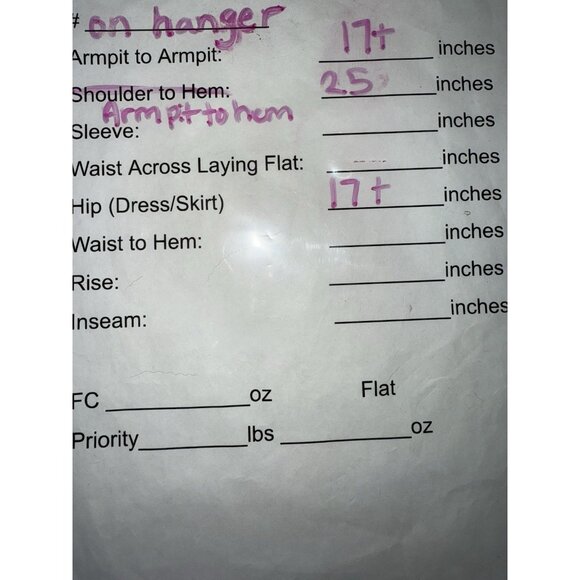 # on hanger
Armpit to Armpit: 17+ inches
Shoulder to Hem: 25 inches
Armpit to hem
Sleeve: inches
Waist Across Laying Flat: inches
Hip (Dress/Skirt) 17+ inches
Waist to Hem: inches
Rise: inches
Inseam: inches
FC oz Flat
Priority lbs oz